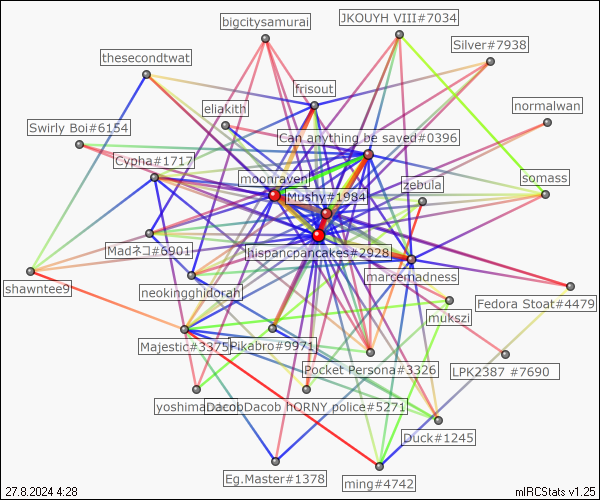 bigcitysamurai
JKOUYH VIII#7034
Silver#7938
thesecondtwat
frisout
eliakith
normalwan
Swirly Boi#6154
Can anything be saved#0396
Cypha#1717
moonraven
zebula
somass
Mushy#1984
Madネコ#6901
hispancpancakes#2928
marcemadness
shawntee9
neokingghidorah
Fedora Stoat#4479
mukszi
Majestic#3375
Pikabro#9971
Pocket Persona#3326
LPK2387 #7690
DacobDacob hORNY police#5271
Duck#1245
Eg.Master#1378
ming#4742
27.8.2024 4:28
mIRCStats v1.25